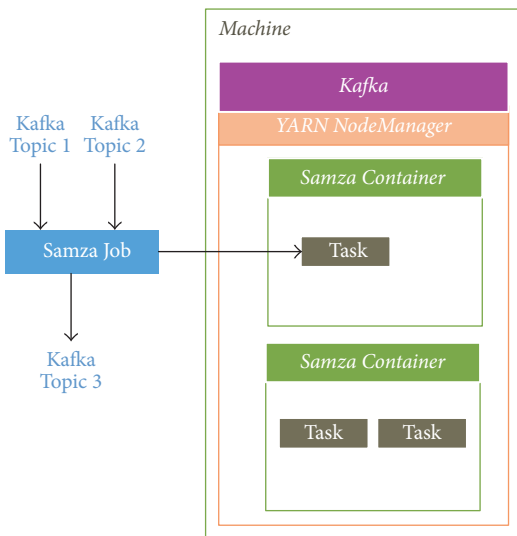 Machine
Kafka
YARN NodeManager
Kafka
Topic 1
Kafka
Topic 2
Samza Container
Samza Job
Task
Kafka
Topic 3
Samza Container
Task
Task